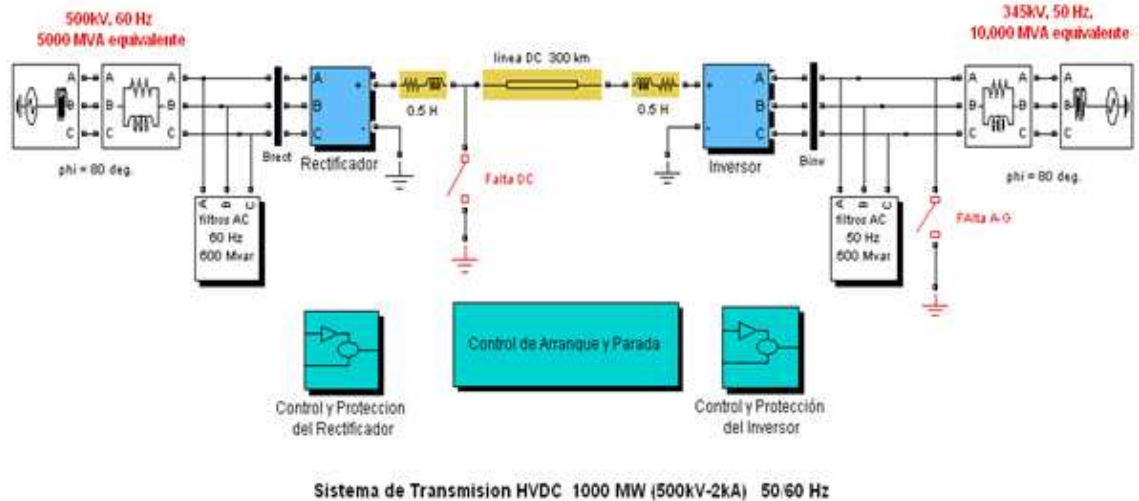 500kV, 60 Hz
5000 MVA equivalente
345kV, 50 Hz,
10,000 MVA equivalente
línea DC 300 km
A
B
C
A
B
C
A
B
C
A
B
C
+
-
0.5 H
0.5 H
+
-
A
B
C
A
B
C
A
B
C
A
B
C
phi = 80 deg.
Brect
Rectificador
Falta DC
Inversor
Binv
phi = 80 deg.
A B C
filtros AC
60 Hz
600 Mvar
A B C
filtros AC
50 Hz
600 Mvar
FAlta A-G
Control de Arranque y Parada
Control y Proteccion
del Rectificador
Control y Protección
del Inversor
Sistema de Transmision HVDC 1000 MW (500kV-2kA) 50/60 Hz